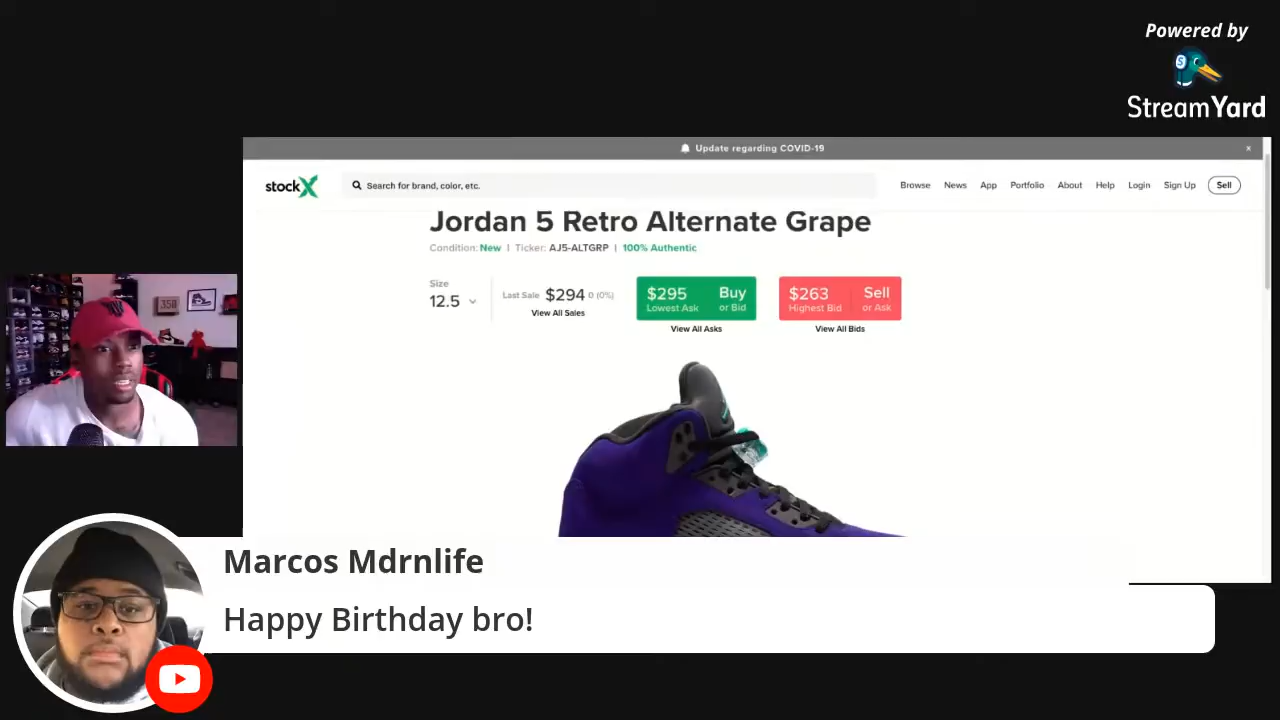 Powered by
StreamYard
Update regarding COVID-19
stockX
Search for brand, color, etc.
Browse News App Portfolio About Help Login Sign Up Sell
Jordan 5 Retro Alternate Grape
Condition: New | Ticker: AJ5-ALTGRP | 100% Authentic
Size
12.5
Last Sale $294 0 (0%)
View All Sales
$295 Buy
Lowest Ask or Bid
View All Asks
$263 Sell
Highest Bid or Ask
View All Bids
350
Marcos Mdrnlife
Happy Birthday bro!